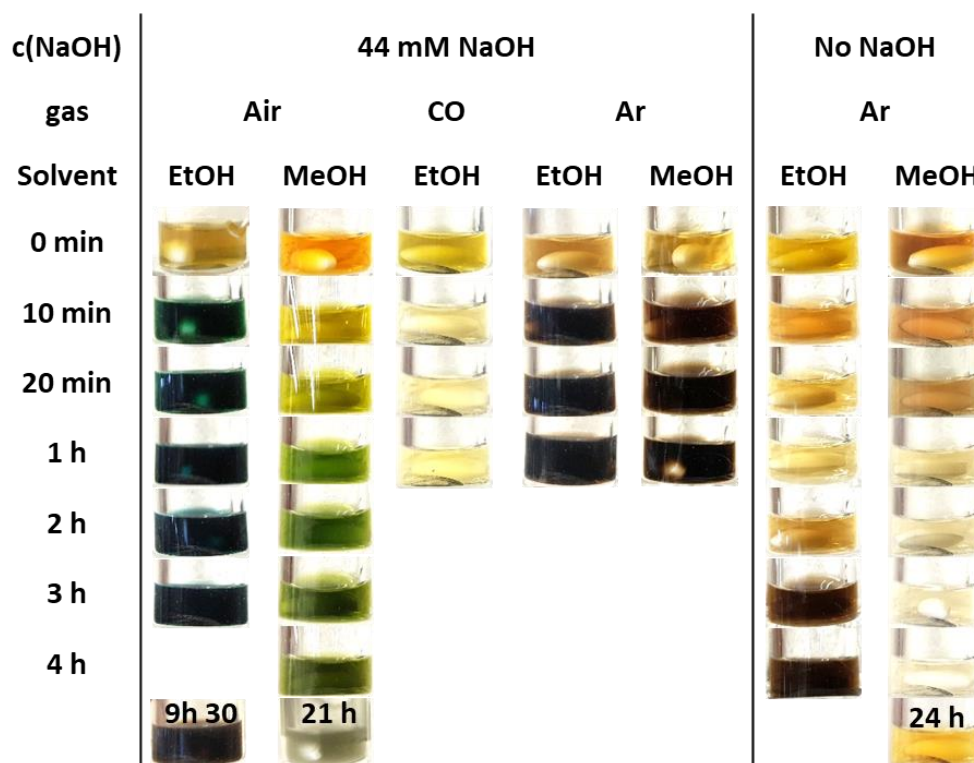 c(NaOH) 44 mM NaOH No NaOH
gas Air CO Ar Ar
Solvent EtOH MeOH EtOH EtOH MeOH EtOH MeOH
0 min
10 min
20 min
1 h
2 h
3 h
4 h
9h 30 21 h 24 h